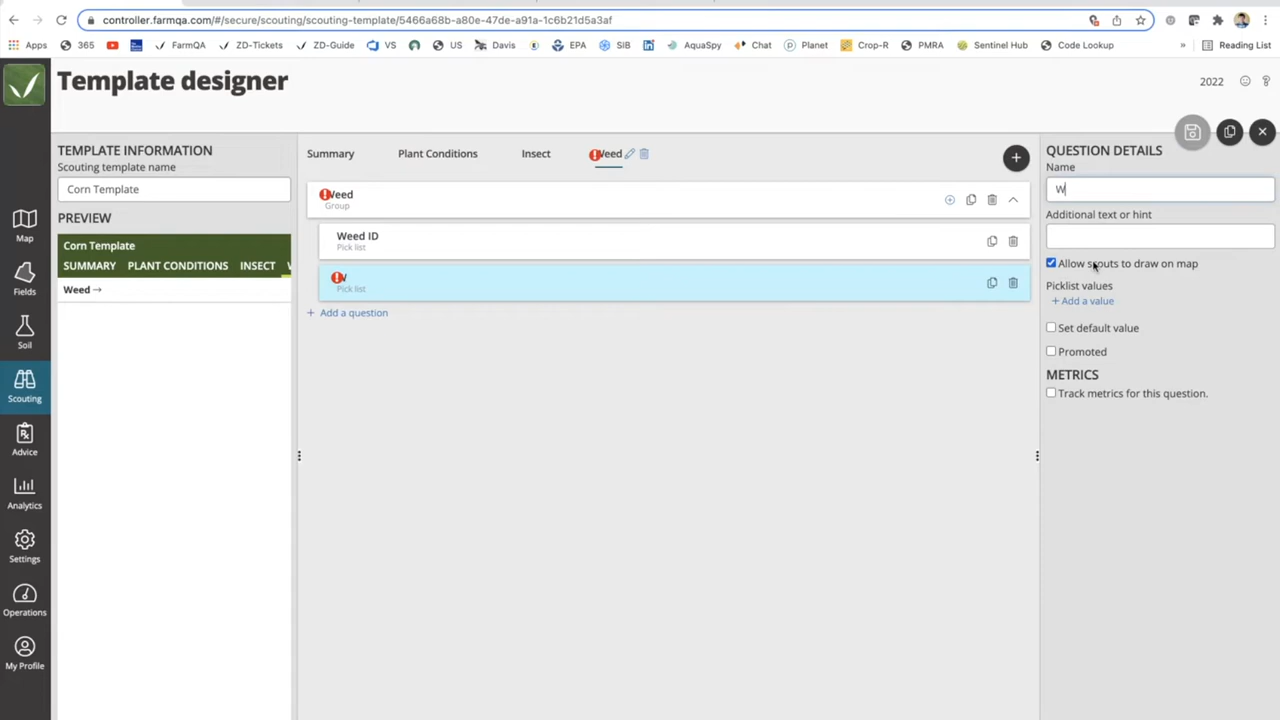 controller.farmqa.com/#/secure/scouting/scouting-template/5466a68b-a80e-47de-a91a-1c6b21d5a3af
Apps 365 FarmQA ZD-Tickets ZD-Guide VS US Davis EPA SIB AquaSpy Chat Planet Crop-R PMRA Sentinel Hub Code Lookup » Reading List
Template designer
2022
Map
Fields
Soil
Scouting
Advice
Analytics
Settings
Operations
My Profile
TEMPLATE INFORMATION
Scouting template name
Corn Template
PREVIEW
Corn Template
SUMMARY PLANT CONDITIONS INSECT
Weed →
Summary Plant Conditions Insect Weed
Weed
Group
Weed ID
Pick list
W
Pick list
+ Add a question
QUESTION DETAILS
Name
W
Additional text or hint
Allow scouts to draw on map
Picklist values
+ Add a value
Set default value
Promoted
METRICS
Track metrics for this question.